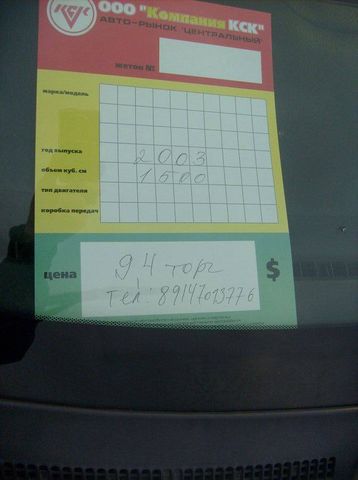 КСК ООО "Компания КСК"
АВТО-РЫНОК "ЦЕНТРАЛЬНЫЙ"
жетон №
марка/модель
год выпуска 2003
объем куб. см 1500
тип двигателя
коробка передач
цена 94 торг $
тел.: 89147013776